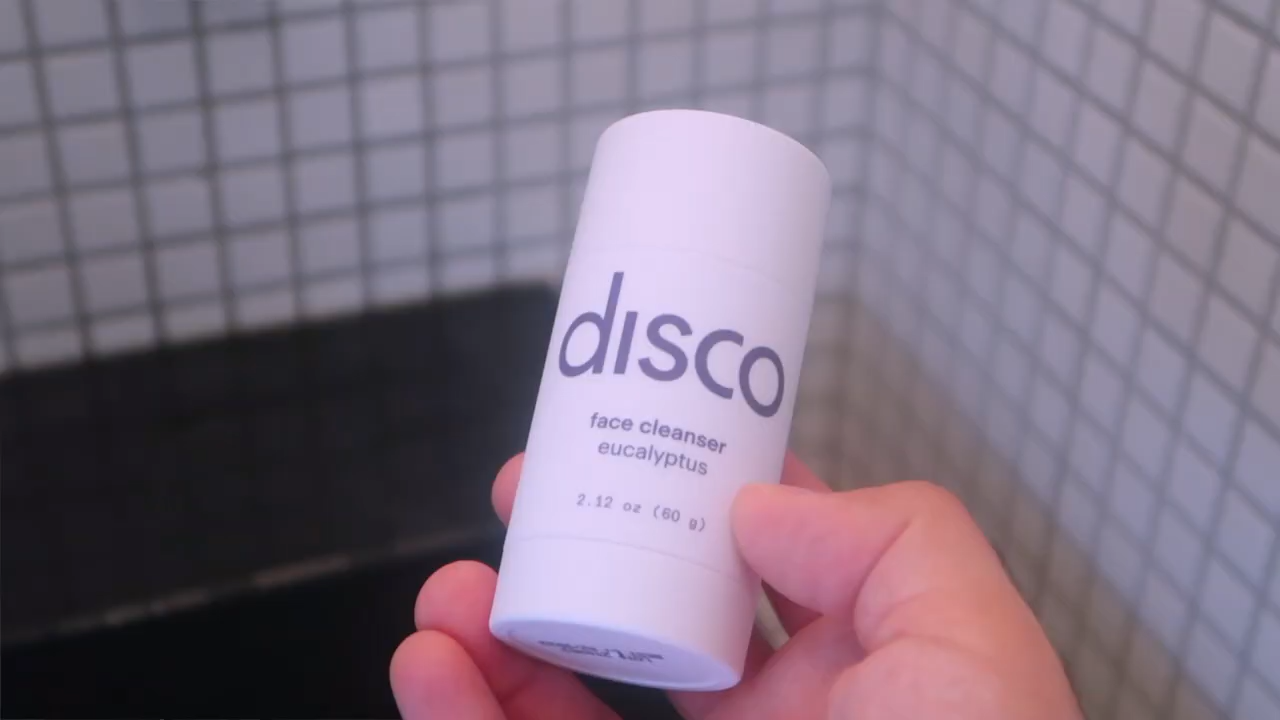 disco
face cleanser
eucalyptus
2.12 oz (60 g)